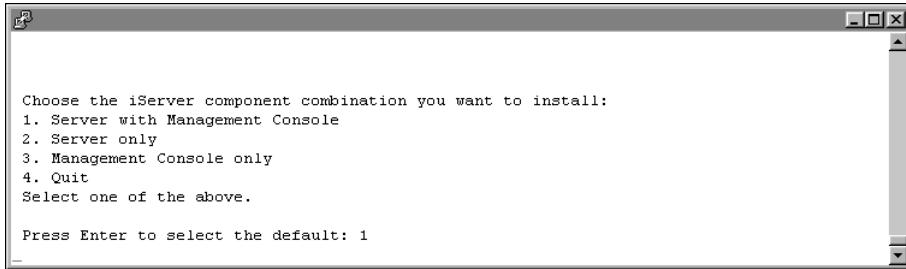 Choose the iServer component combination you want to install:
1. Server with Management Console
2. Server only
3. Management Console only
4. Quit
Select one of the above.
Press Enter to select the default: 1